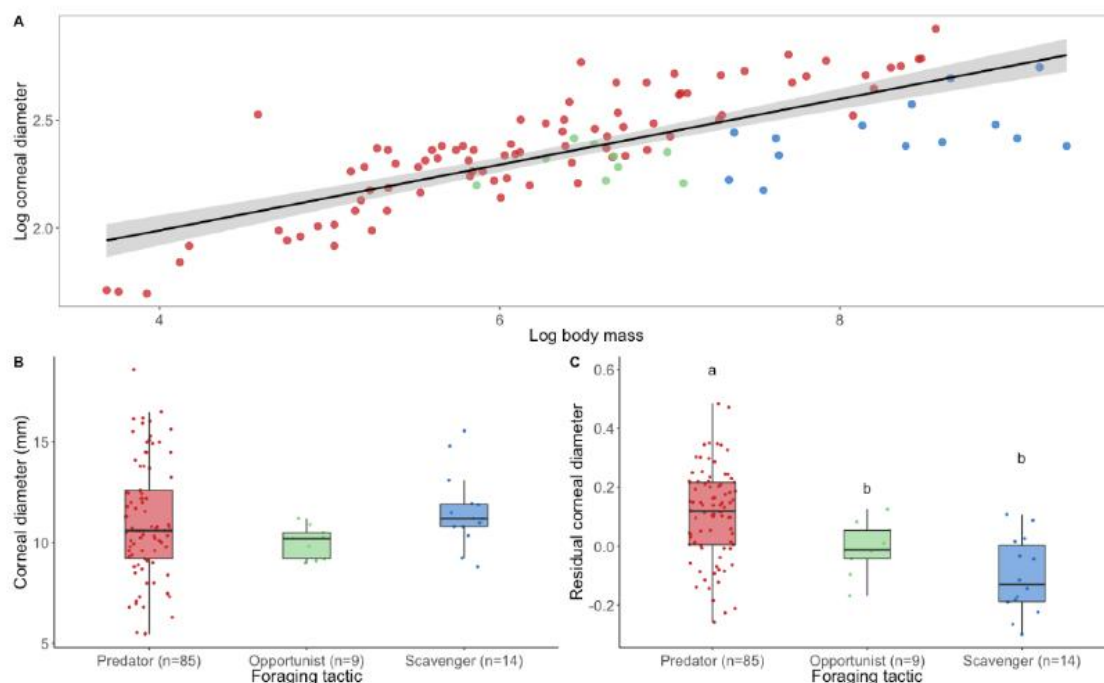 A
Log corneal diameter
2.5
2.0
4
6
8
Log body mass
B
Corneal diameter (mm)
15
10
5
Predator (n=85)
Opportunist (n=9)
Scavenger (n=14)
Foraging tactic
C
Residual corneal diameter
0.6
0.4
0.2
0.0
-0.2
a
b
b
Predator (n=85)
Opportunist (n=9)
Scavenger (n=14)
Foraging tactic